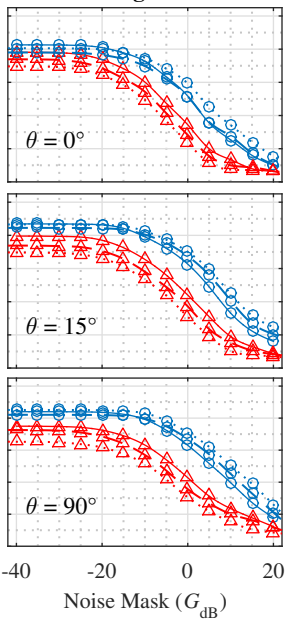 θ = 0°
θ = 15°
θ = 90°
-40 -20 0 20
Noise Mask (G_dB)